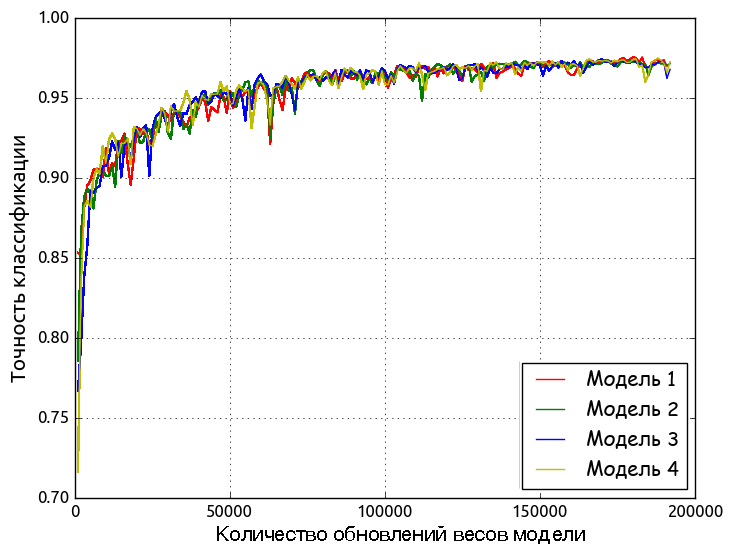 1.00
0.95
0.90
0.85
0.80
0.75
0.70
Точность классификации
0 50000 100000 150000 200000
Количество обновлений весов модели
Модель 1
Модель 2
Модель 3
Модель 4